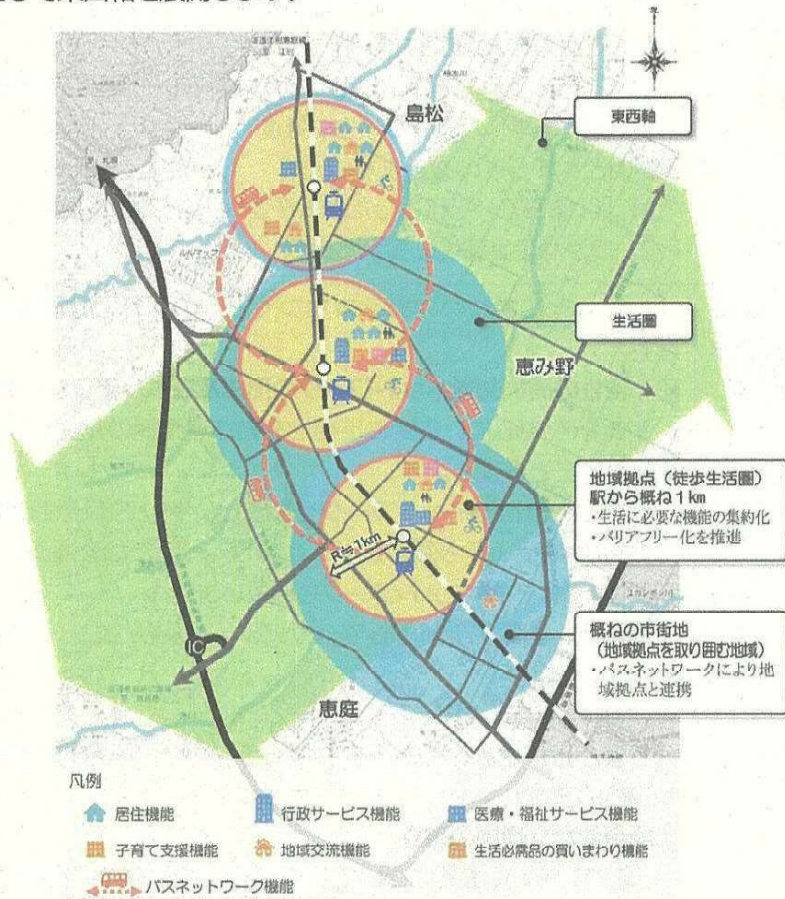 北
島松
東西軸
生活圏
恵み野
地域拠点（徒歩生活圏）
駅から概ね1km
・生活に必要な機能の集約化
・バリアフリー化を推進
R≒1km
概ねの市街地
（地域拠点を取り囲む地域）
・バスネットワークにより地
域拠点と連携
IC
恵庭
凡例
居住機能
行政サービス機能
医療・福祉サービス機能
子育て支援機能
地域交流機能
生活必需品の買いまわり機能
バスネットワーク機能